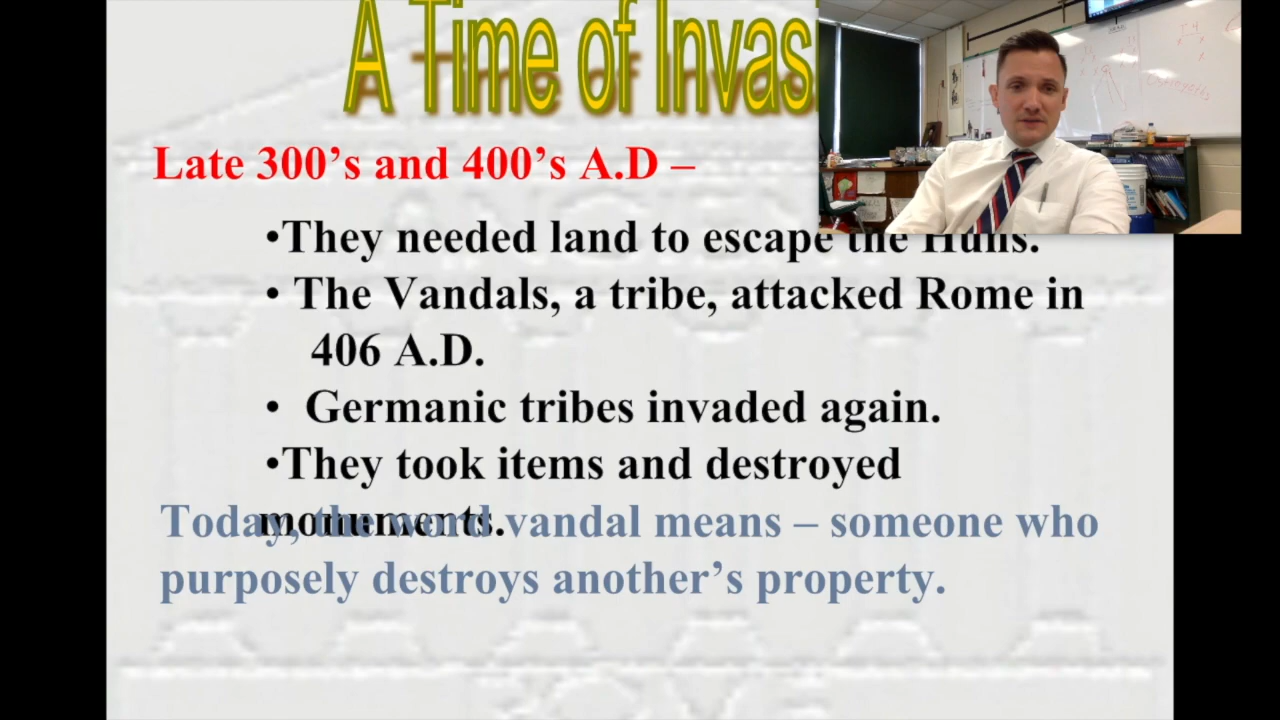 A Time of Invas
Late 300’s and 400’s A.D –
•They needed land to escape the Huns.
• The Vandals, a tribe, attacked Rome in
406 A.D.
• Germanic tribes invaded again.
•They took items and destroyed
monuments.
Today, the word vandal means – someone who
purposely destroys another’s property.